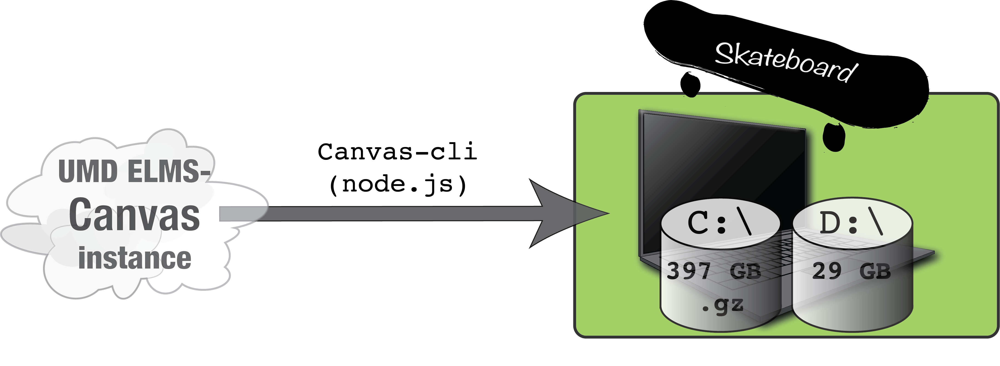 Skateboard
UMD ELMS-
Canvas
instance
Canvas-cli
(node.js)
C:\
397 GB
.gz
D:\
29 GB